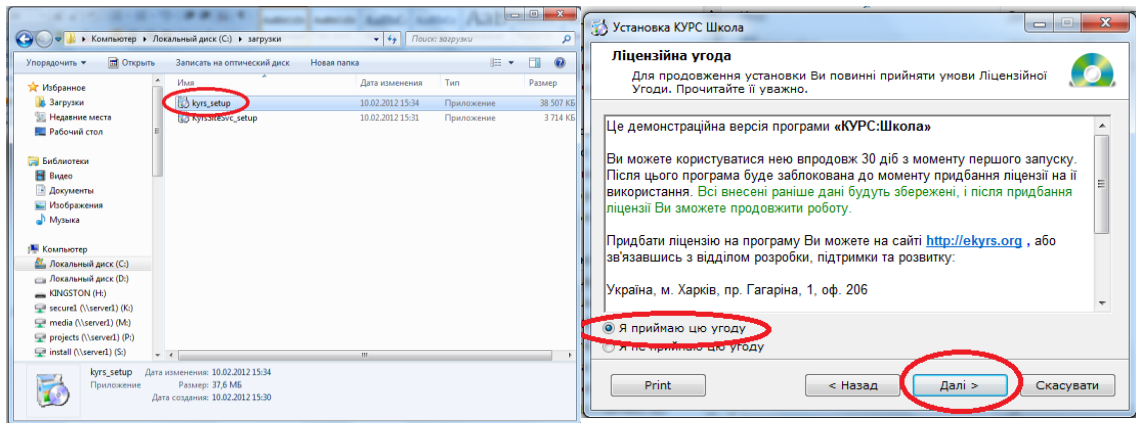 Компьютер ▸ Локальный диск (C:) ▸ загрузки
Поиск: загрузки
Упорядочить
Открыть
Записать на оптический диск
Новая папка
Избранное
Загрузки
Недавние места
Рабочий стол
Библиотеки
Видео
Документы
Изображения
Музыка
Компьютер
Локальный диск (C:)
Локальный диск (D:)
KINGSTON (H:)
secure1 (\\server1) (K:)
media (\\server1) (M:)
projects (\\server1) (P:)
install (\\server1) (S:)
Имя Дата изменения Тип Размер
kyrs_setup 10.02.2012 15:34 Приложение 38 507 КБ
KyrsSiteSvc_setup 10.02.2012 15:31 Приложение 3 714 КБ
kyrs_setup Дата изменения: 10.02.2012 15:34
Приложение Размер: 37,6 МБ
Дата создания: 10.02.2012 15:30
Установка КУРС Школа
Ліцензійна угода
Для продовження установки Ви повинні прийняти умови Ліцензійної
Угоди. Прочитайте її уважно.
Це демонстраційна версія програми «КУРС:Школа»
Ви можете користуватися нею впродовж 30 діб з моменту першого запуску.
Після цього програма буде заблокована до моменту придбання ліцензії на її
використання. Всі внесені раніше дані будуть збережені, і після придбання
ліцензії Ви зможете продовжити роботу.
Придбати ліцензію на програму Ви можете на сайті http://ekyrs.org , або
зв'язавшись з відділом розробки, підтримки та розвитку:
Україна, м. Харків, пр. Гагаріна, 1, оф. 206
Я приймаю цю угоду
Я не приймаю цю угоду
Print
< Назад
Далі >
Скасувати